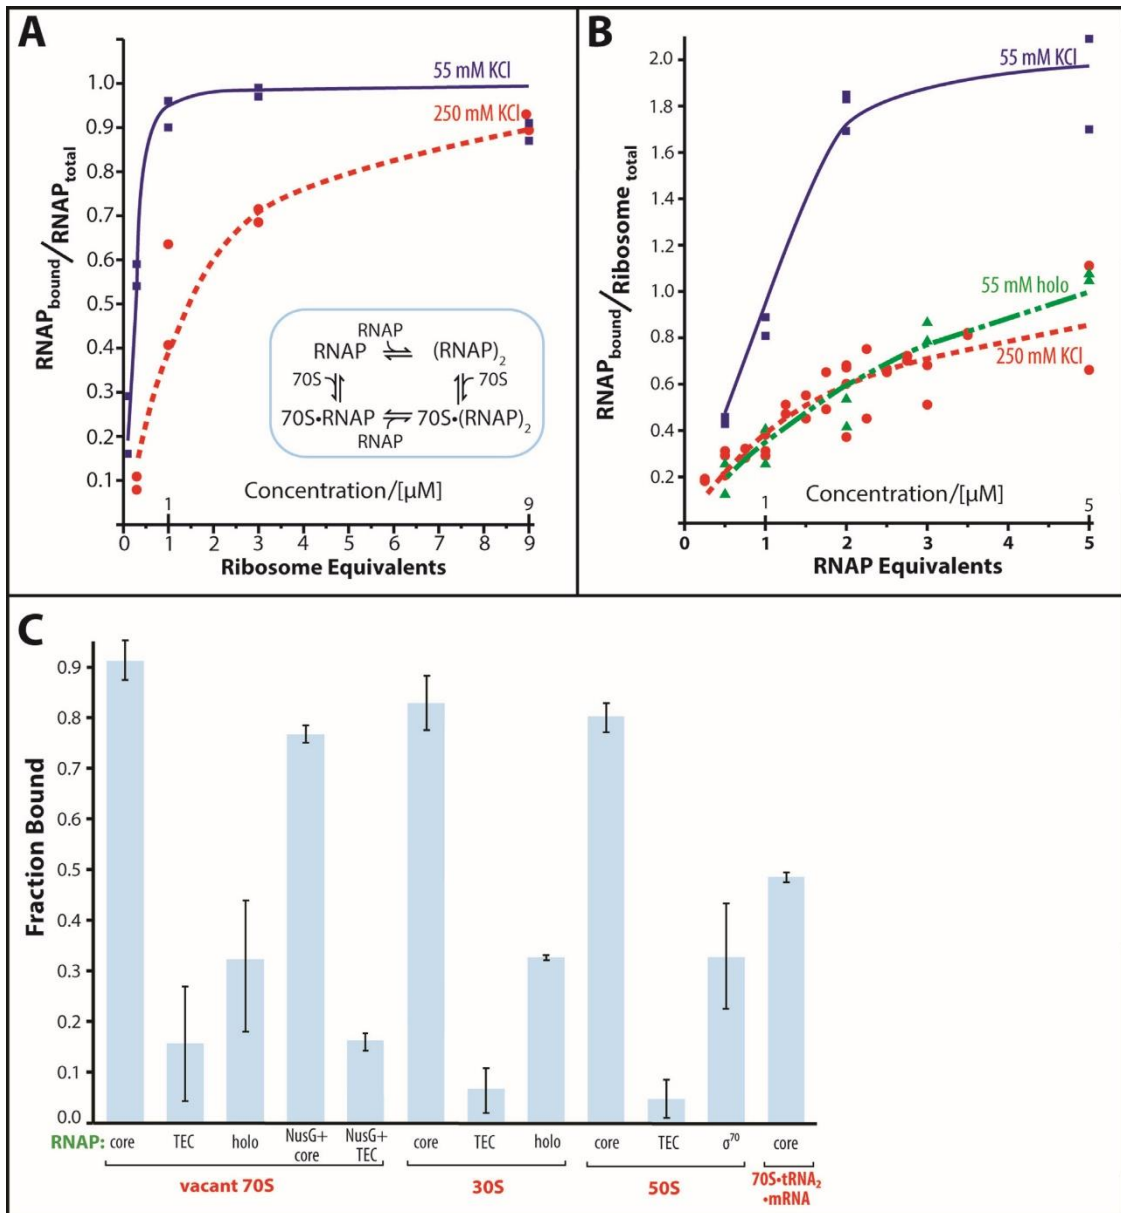 A
RNAPbound/RNAPtotal
1.0
0.9
0.8
0.7
0.6
0.5
0.4
0.3
0.2
0.1
55 mM KCl
250 mM KCl
RNAP
RNAP (RNAP)2
70S 70S
70S•RNAP 70S•(RNAP)2
RNAP
Concentration/[µM]
1 9
0 1 2 3 4 5 6 7 8 9
Ribosome Equivalents
B
RNAPbound/Ribosome total
2.0
1.8
1.6
1.4
1.2
1.0
0.8
0.6
0.4
0.2
55 mM KCl
55 mM holo
250 mM KCl
Concentration/[µM]
1 5
0 1 2 3 4 5
RNAP Equivalents
C
Fraction Bound
0.9
0.8
0.7
0.6
0.5
0.4
0.3
0.2
0.1
0.0
RNAP: core TEC holo NusG+ core NusG+ TEC core TEC holo core TEC σ70 core
vacant 70S 30S 50S 70S•tRNA2
•mRNA